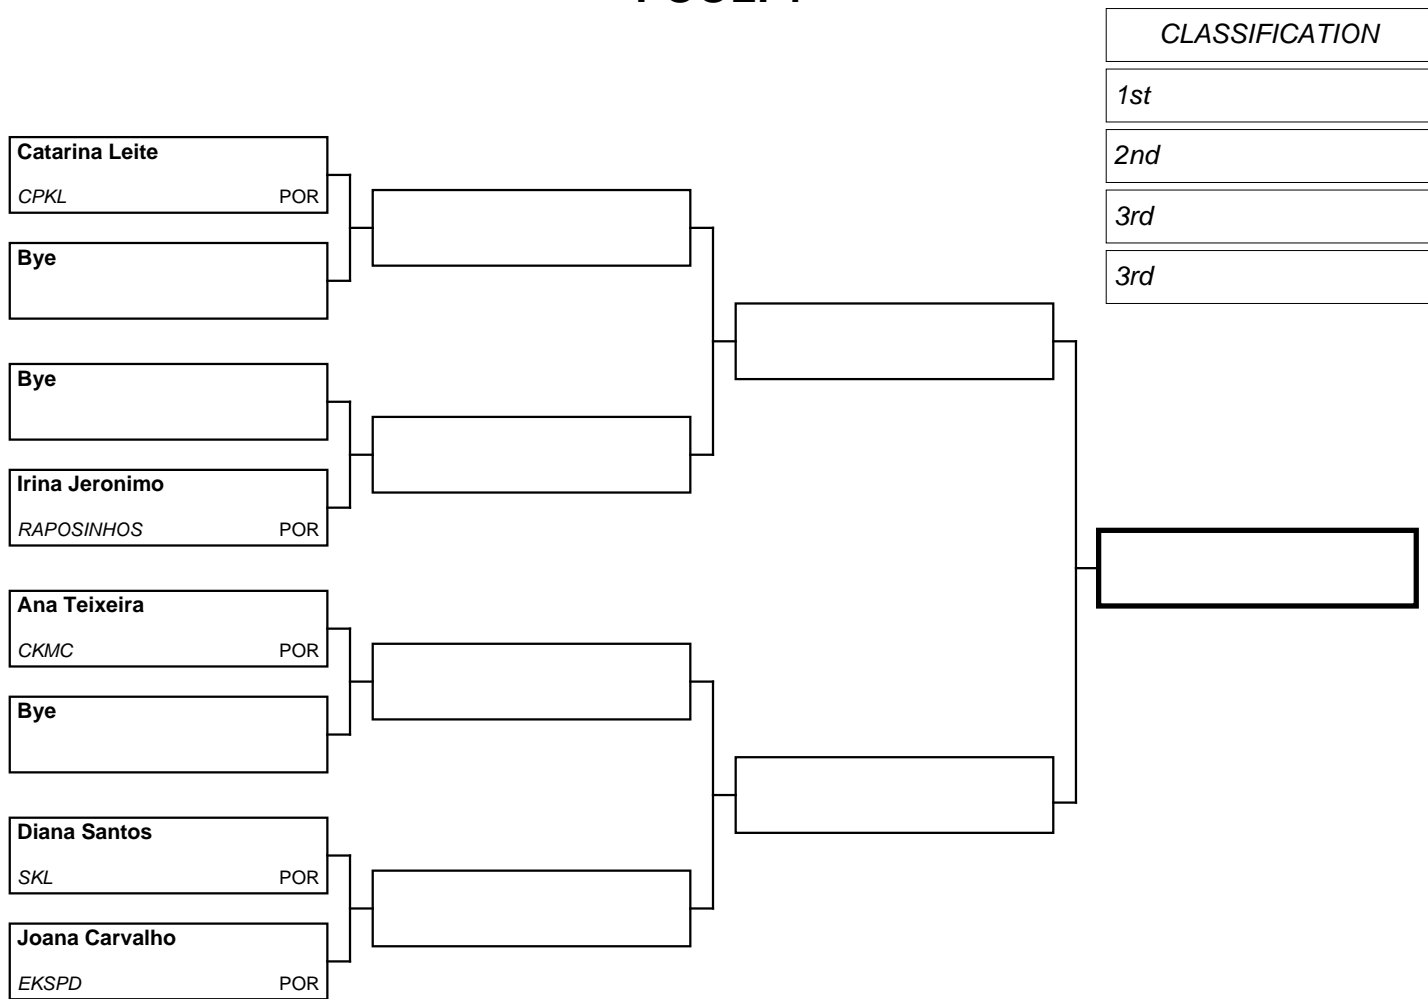 CLASSIFICATION
1st
2nd
3rd
3rd
Catarina Leite
CPKL POR
Bye
Bye
Irina Jeronimo
RAPOSINHOS POR
Ana Teixeira
CKMC POR
Bye
Diana Santos
SKL POR
Joana Carvalho
EKSPD POR